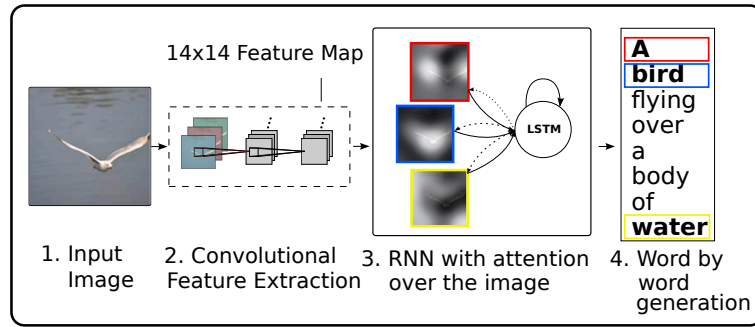 14x14 Feature Map
LSTM
A
bird
flying
over
a
body
of
water
1. Input
Image
2. Convolutional
Feature Extraction
3. RNN with attention
over the image
4. Word by
word
generation